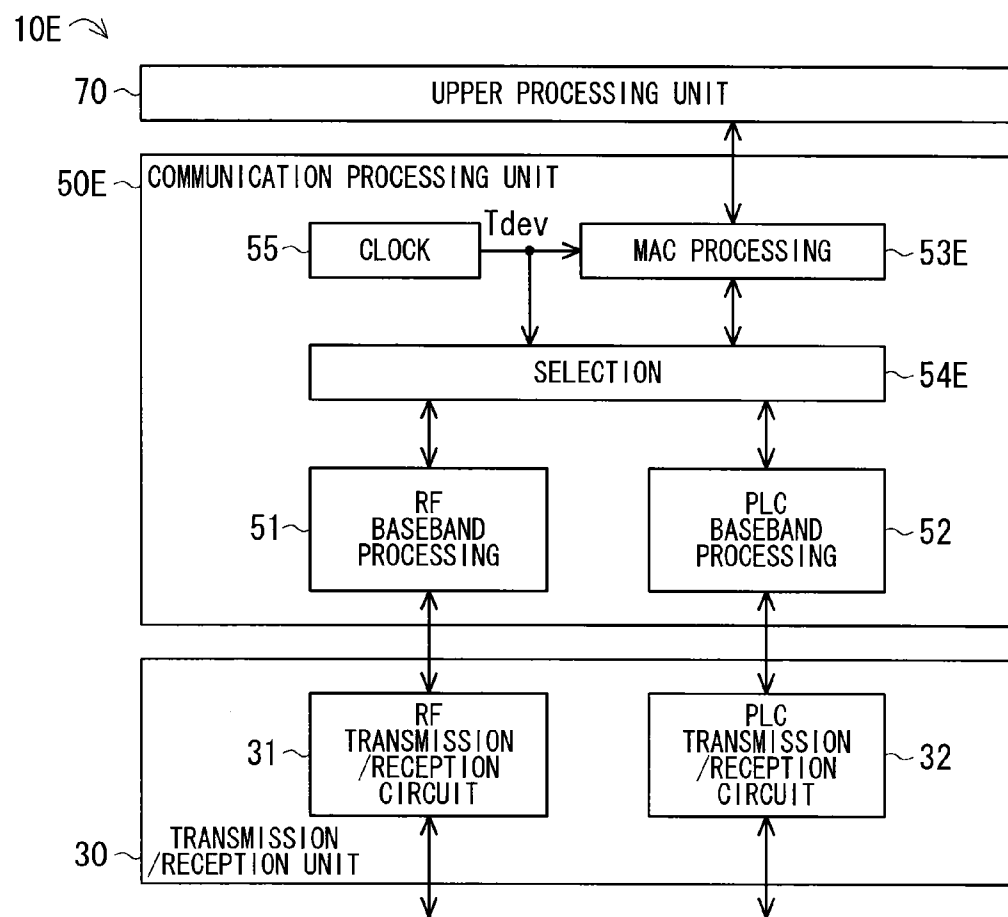 10E
70
UPPER PROCESSING UNIT
50E
COMMUNICATION PROCESSING UNIT
Tdev
55
CLOCK
MAC PROCESSING
53E
SELECTION
54E
51
RF
BASEBAND
PROCESSING
PLC
BASEBAND
PROCESSING
52
31
RF
TRANSMISSION
/RECEPTION
CIRCUIT
PLC
TRANSMISSION
/RECEPTION
CIRCUIT
32
30
TRANSMISSION
/RECEPTION UNIT